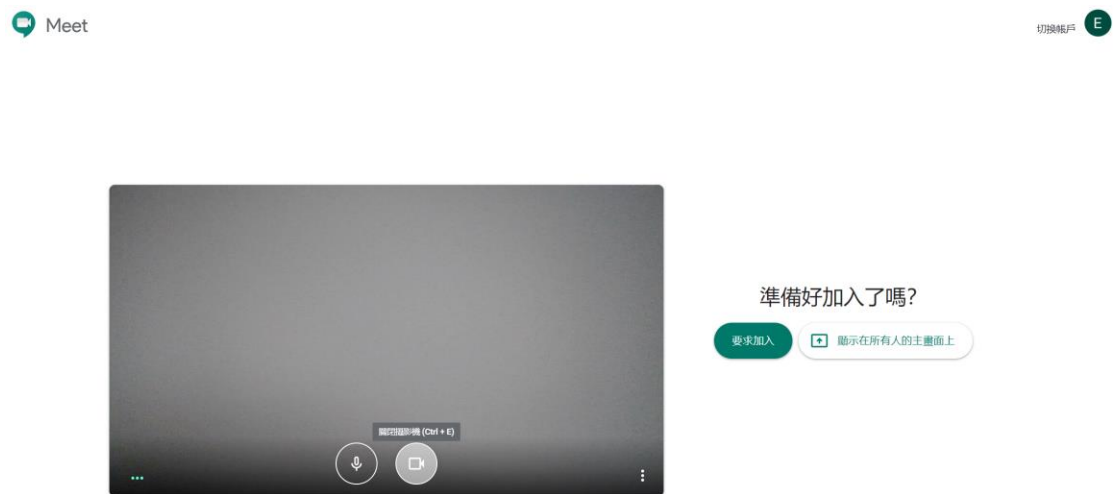 Meet
切換帳戶
E
準備好加入了嗎?
要求加入
顯示在所有人的主畫面上
關閉攝影機 (Ctrl + E)